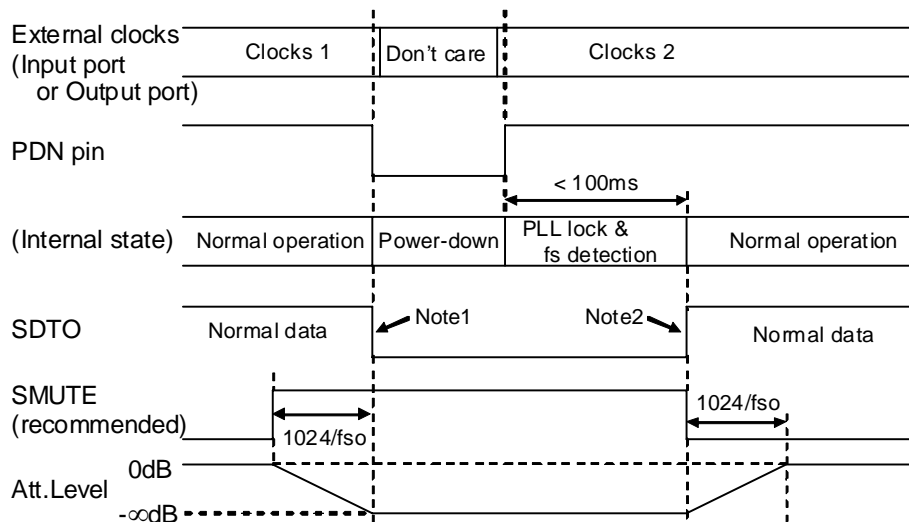 External clocks
(Input port
or Output port)
Clocks 1
Don't care
Clocks 2
PDN pin
< 100ms
(Internal state)
Normal operation
Power-down
PLL lock &
fs detection
Normal operation
SDTO
Normal data
Note1
Note2
Normal data
SMUTE
(recommended)
1024/fso
1024/fso
0dB
Att.Level
-∞dB